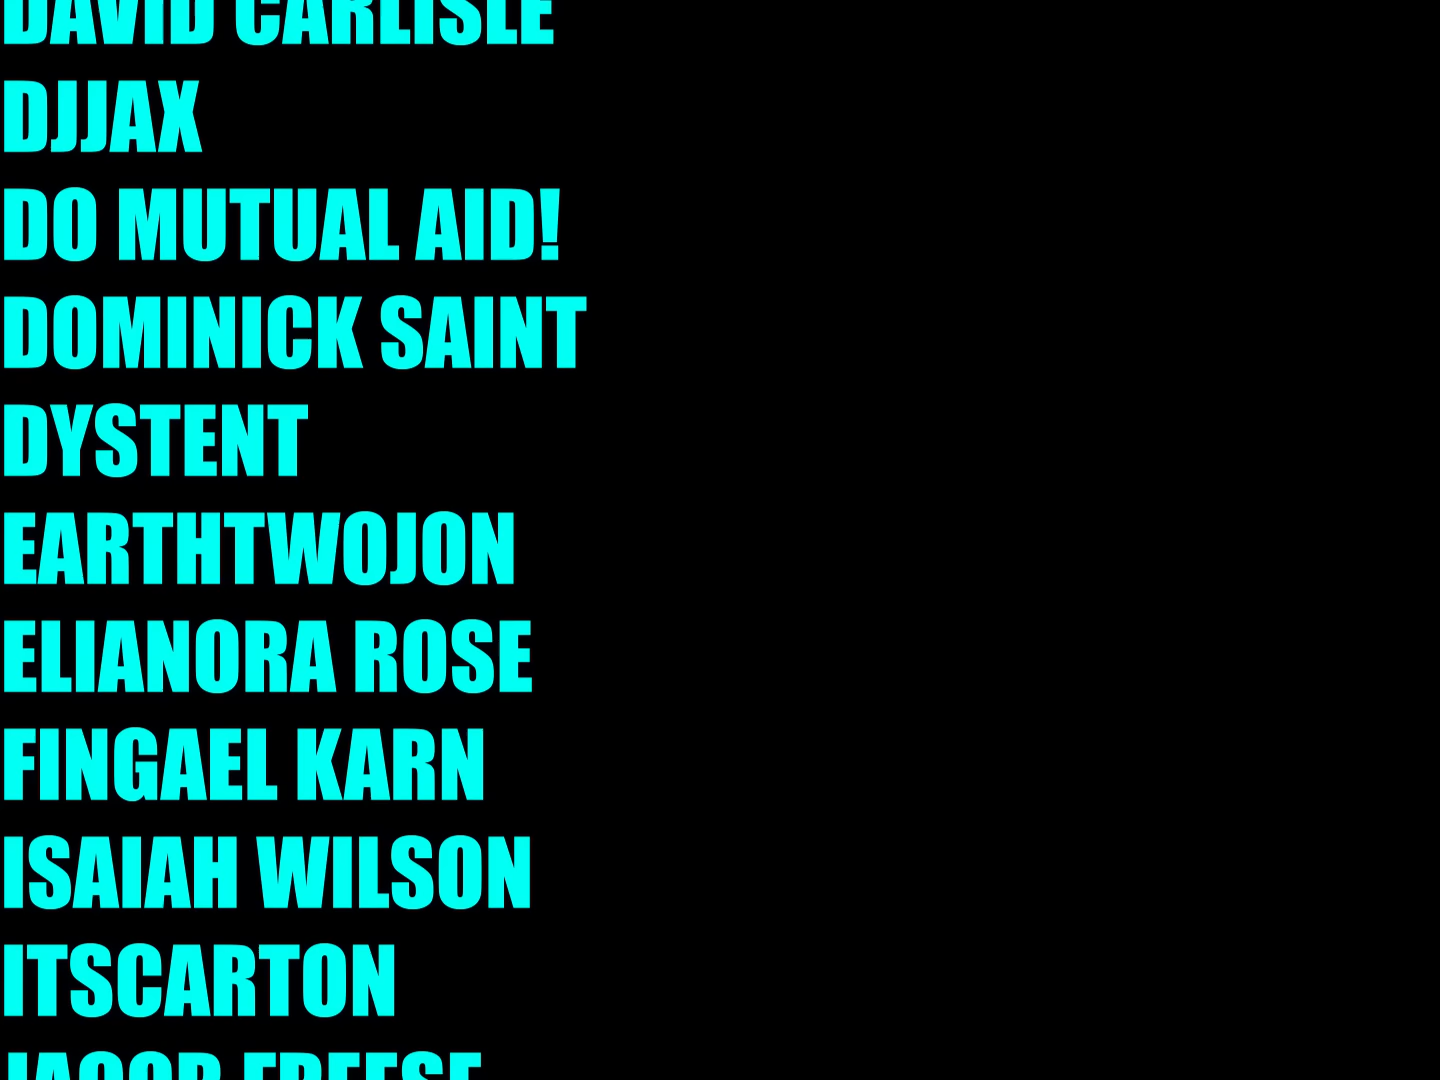 DAVID CARLISLE
DJJAX
DO MUTUAL AID!
DOMINICK SAINT
DYSTENT
EARTHTWOJON
ELIANORA ROSE
FINGAEL KARN
ISAIAH WILSON
ITSCARTON
JACOB FREESE